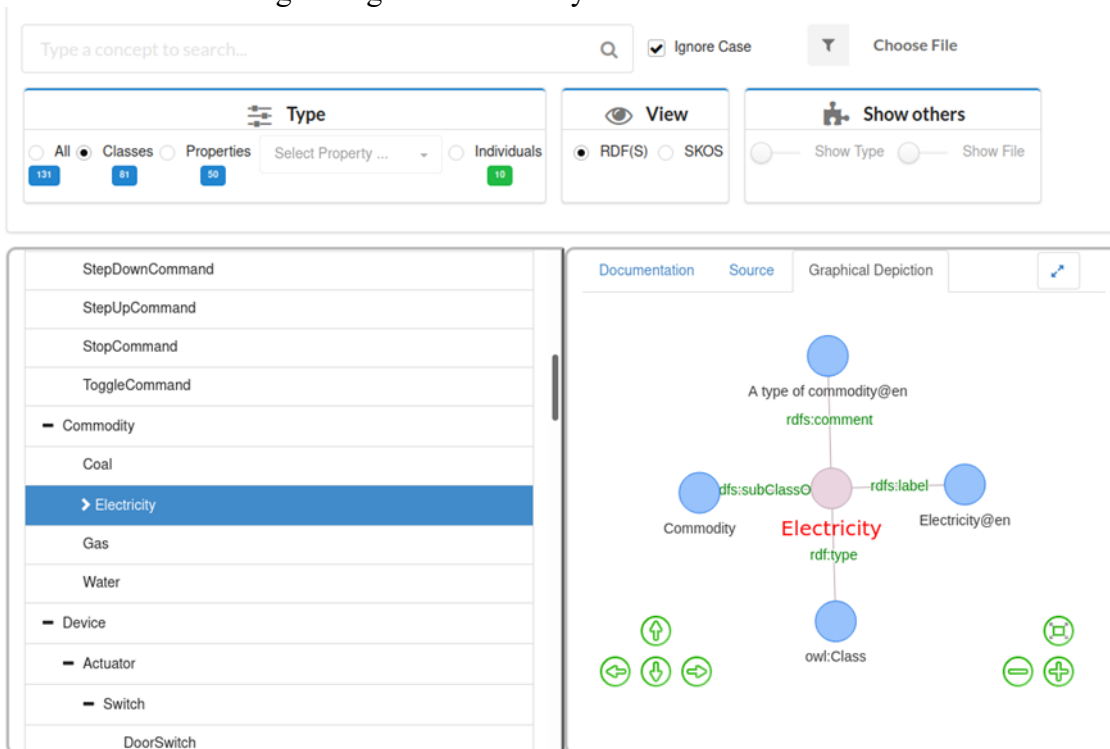 Type a concept to search...
Ignore Case
Choose File
Type
All Classes Properties Select Property ... Individuals
131 81 50 10
View
RDF(S) SKOS
Show others
Show Type Show File
StepDownCommand
StepUpCommand
StopCommand
ToggleCommand
Commodity
Coal
Electricity
Gas
Water
Device
Actuator
Switch
DoorSwitch
Documentation Source Graphical Depiction
A type of commodity@en
rdfs:comment
dfs:subClassO
rdfs:label
Commodity
Electricity
Electricity@en
rdf:type
owl:Class